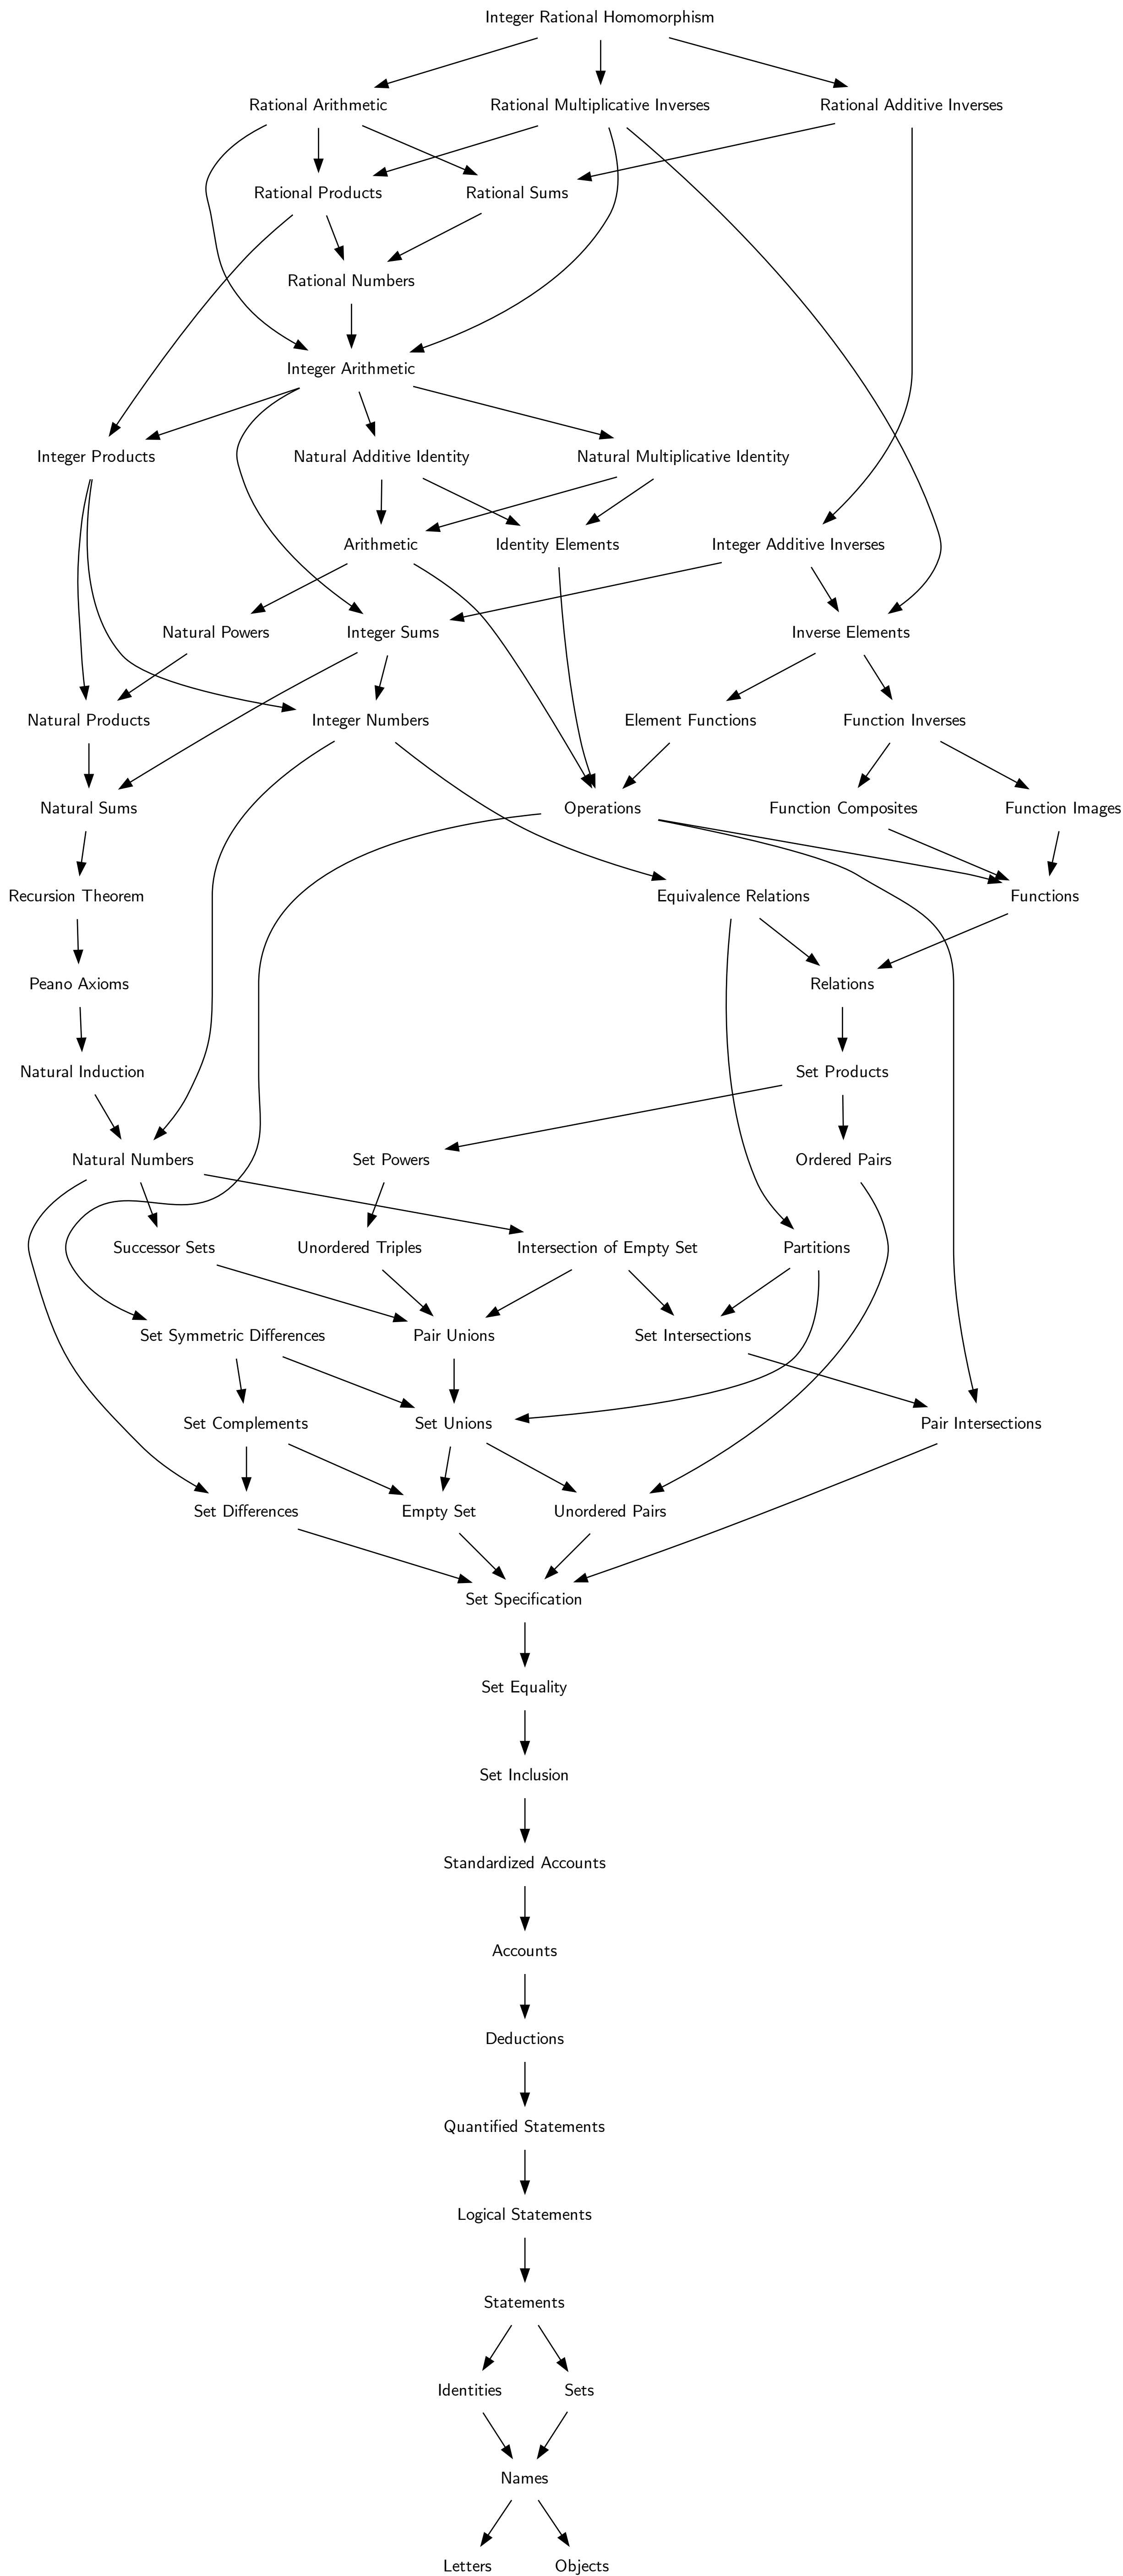 Integer Rational Homomorphism
Rational Arithmetic
Rational Multiplicative Inverses
Rational Additive Inverses
Rational Products
Rational Sums
Rational Numbers
Integer Arithmetic
Integer Products
Natural Additive Identity
Natural Multiplicative Identity
Arithmetic
Identity Elements
Integer Additive Inverses
Natural Powers
Integer Sums
Inverse Elements
Natural Products
Integer Numbers
Element Functions
Function Inverses
Natural Sums
Operations
Function Composites
Function Images
Recursion Theorem
Equivalence Relations
Functions
Peano Axioms
Relations
Natural Induction
Set Products
Natural Numbers
Set Powers
Ordered Pairs
Successor Sets
Unordered Triples
Intersection of Empty Set
Partitions
Set Symmetric Differences
Pair Unions
Set Intersections
Set Complements
Set Unions
Pair Intersections
Set Differences
Empty Set
Unordered Pairs
Set Specification
Set Equality
Set Inclusion
Standardized Accounts
Accounts
Deductions
Quantified Statements
Logical Statements
Statements
Identities
Sets
Names
Letters
Objects